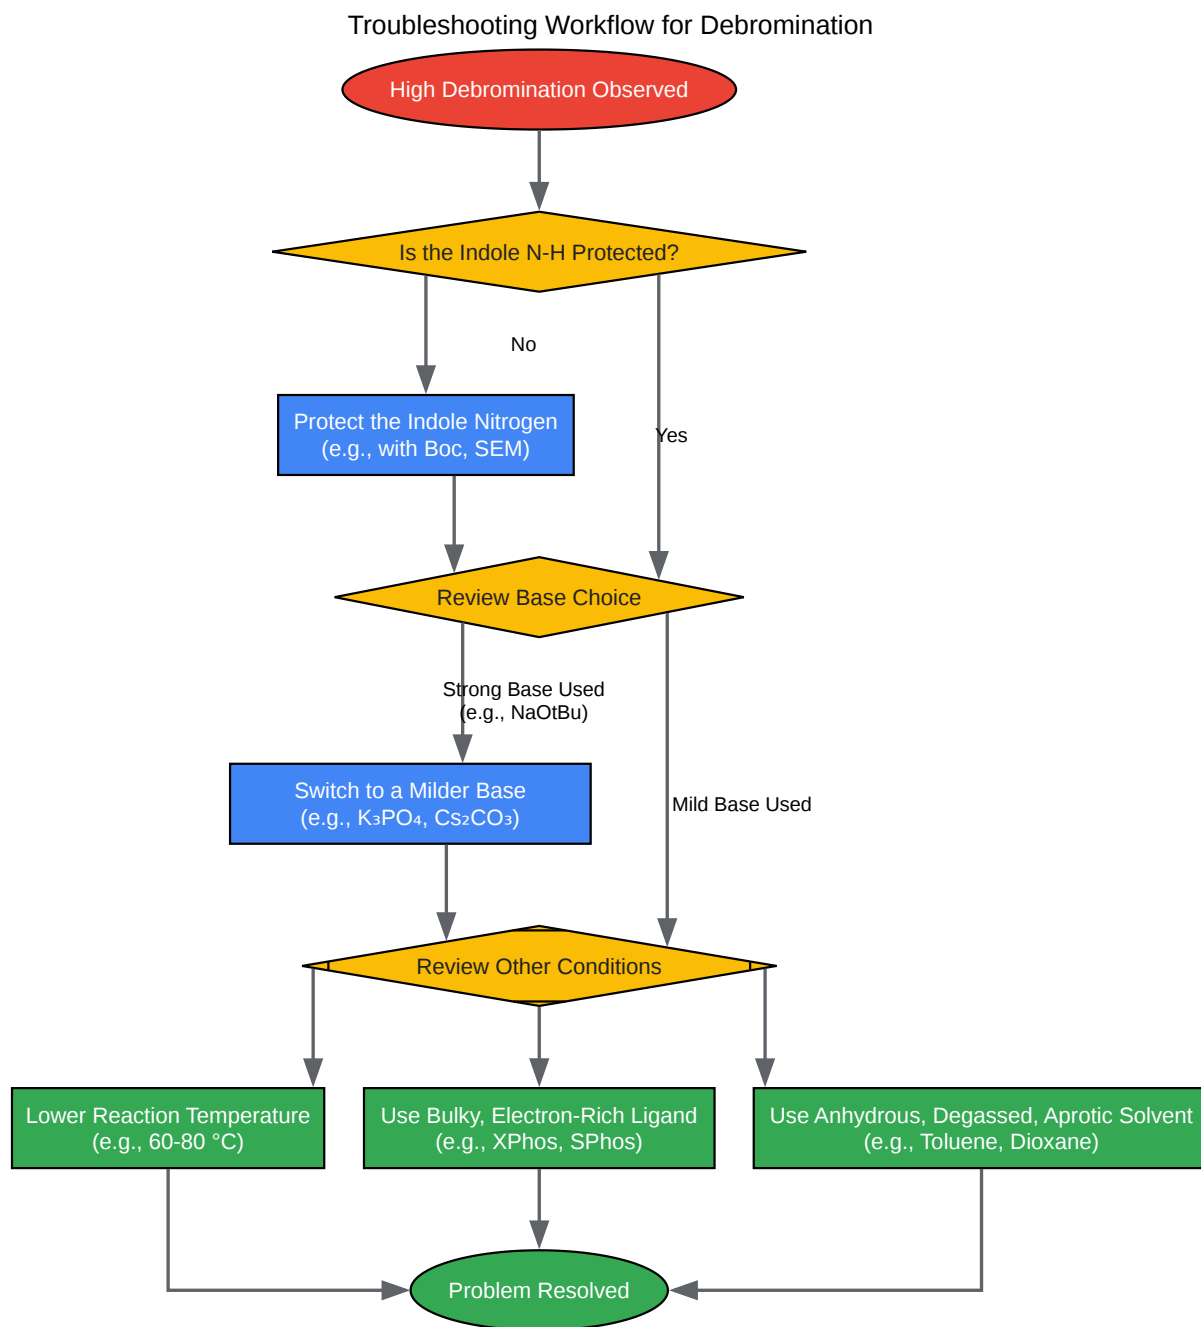 Troubleshooting Workflow for Debromination
High Debromination Observed
Is the Indole N-H Protected?
No
Protect the Indole Nitrogen
(e.g., with Boc, SEM)
Yes
Review Base Choice
Strong Base Used
(e.g., NaOtBu)
Switch to a Milder Base
(e.g., K₃PO₄, Cs₂CO₃)
Mild Base Used
Review Other Conditions
Lower Reaction Temperature
(e.g., 60-80 °C)
Use Bulky, Electron-Rich Ligand
(e.g., XPhos, SPhos)
Use Anhydrous, Degassed, Aprotic Solvent
(e.g., Toluene, Dioxane)
Problem Resolved